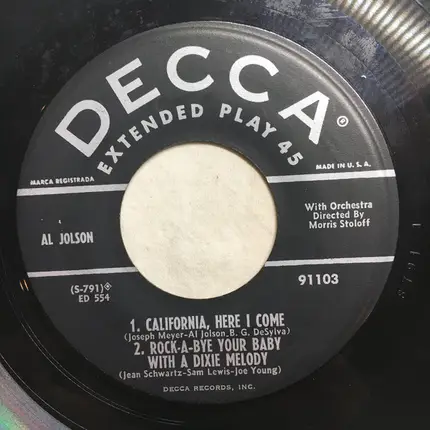 DECCA®
EXTENDED PLAY 45
MARCA REGISTRADA
MADE IN U. S. A.
AL JOLSON
With Orchestra
Directed By
Morris Stoloff
(S-791)
ED 554
91103
1. CALIFORNIA, HERE I COME
(Joseph Meyer-Al Jolson B. G. DeSylva)
2. ROCK-A-BYE YOUR BABY
WITH A DIXIE MELODY
(Jean Schwartz-Sam Lewis-Joe Young)
DECCA RECORDS, INC.